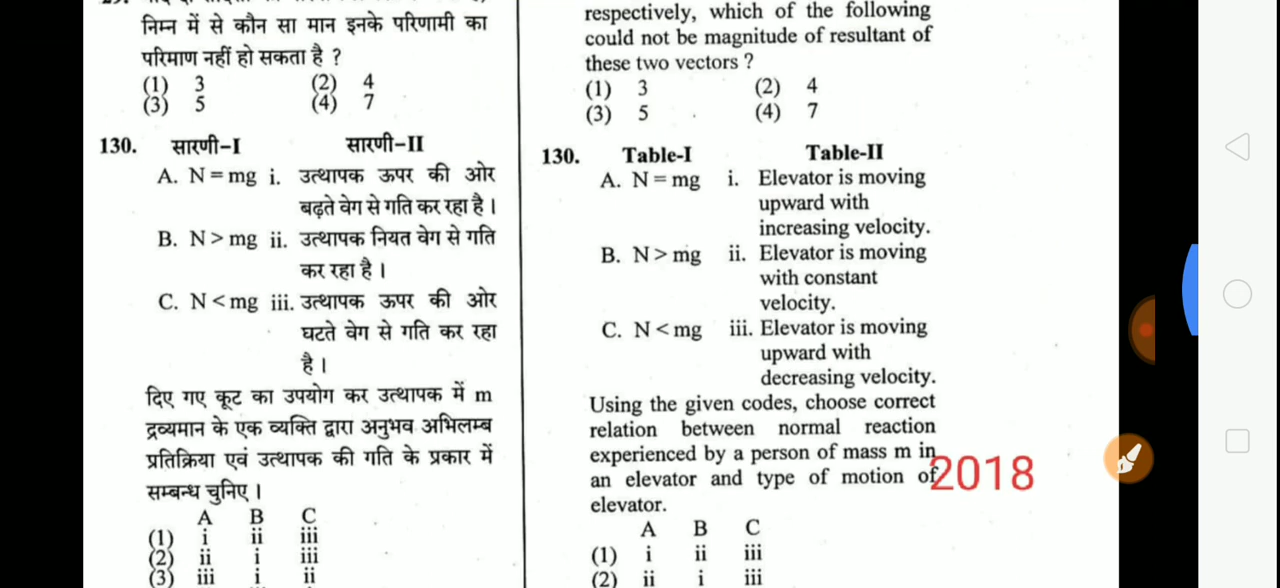 निम्न में से कौन सा मान इनके परिणामी का
परिमाण नहीं हो सकता है ?
(1) 3 (2) 4
(3) 5 (4) 7
130. सारणी–I सारणी–II
A. N = mg i. उत्थापक ऊपर की ओर
बढ़ते वेग से गति कर रहा है ।
B. N > mg ii. उत्थापक नियत वेग से गति
कर रहा है ।
C. N < mg iii. उत्थापक ऊपर की ओर
घटते वेग से गति कर रहा
है ।
दिए गए कूट का उपयोग कर उत्थापक में m
द्रव्यमान के एक व्यक्ति द्वारा अनुभव अभिलम्ब
प्रतिक्रिया एवं उत्थापक की गति के प्रकार में
सम्बन्ध चुनिए ।
A B C
(1) i ii iii
(2) ii i iii
(3) iii i ii
respectively, which of the following
could not be magnitude of resultant of
these two vectors ?
(1) 3 (2) 4
(3) 5 (4) 7
130. Table-I Table-II
A. N = mg i. Elevator is moving
upward with
increasing velocity.
B. N > mg ii. Elevator is moving
with constant
velocity.
C. N < mg iii. Elevator is moving
upward with
decreasing velocity.
Using the given codes, choose correct
relation between normal reaction
experienced by a person of mass m in
an elevator and type of motion of
elevator.
2018
A B C
(1) i ii iii
(2) ii i iii